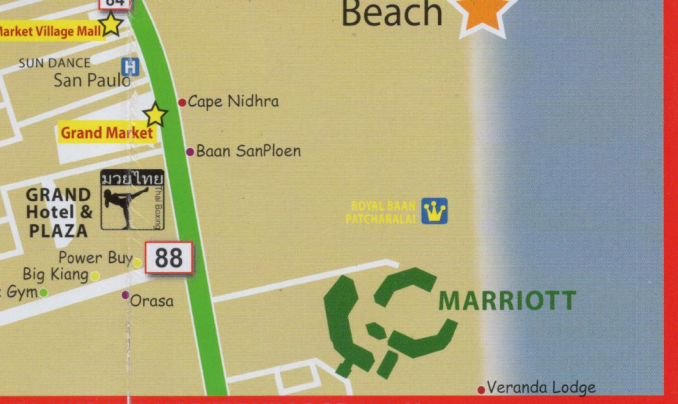 84
Beach
Market Village Mall
SUN DANCE
H
San Paulo
Cape Nidhra
Grand Market
Baan SanPloen
มวยไทย
Thai Boxing
GRAND
Hotel &
PLAZA
ROYAL BAAN
PATCHARALAI
Power Buy
88
Big Kiang
Gym
Orasa
MARRIOTT
Veranda Lodge